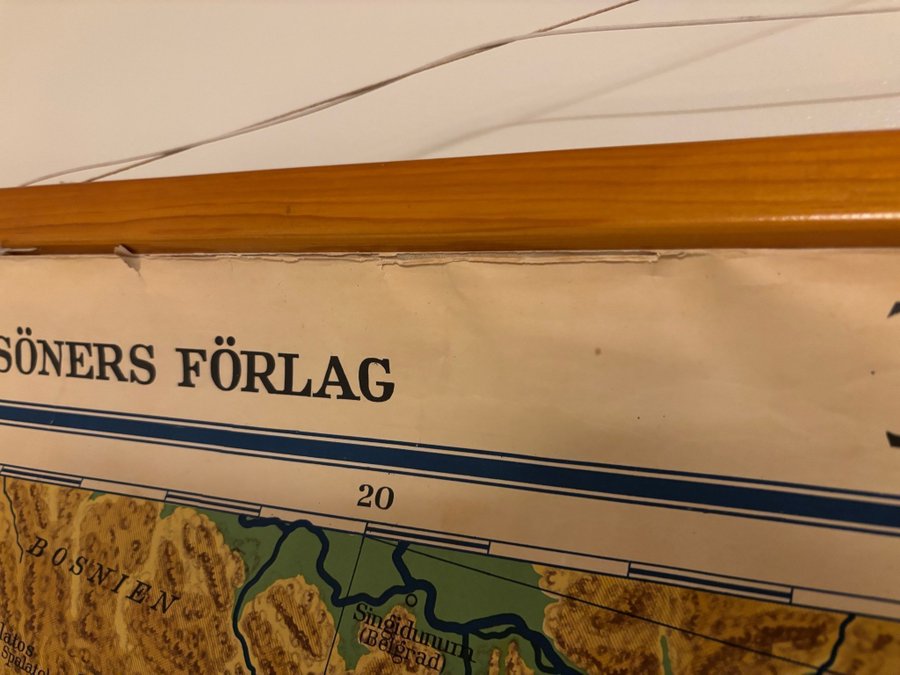 SÖNERS FÖRLAG
20
BOSNIEN
Singidunum
(Belgrad)